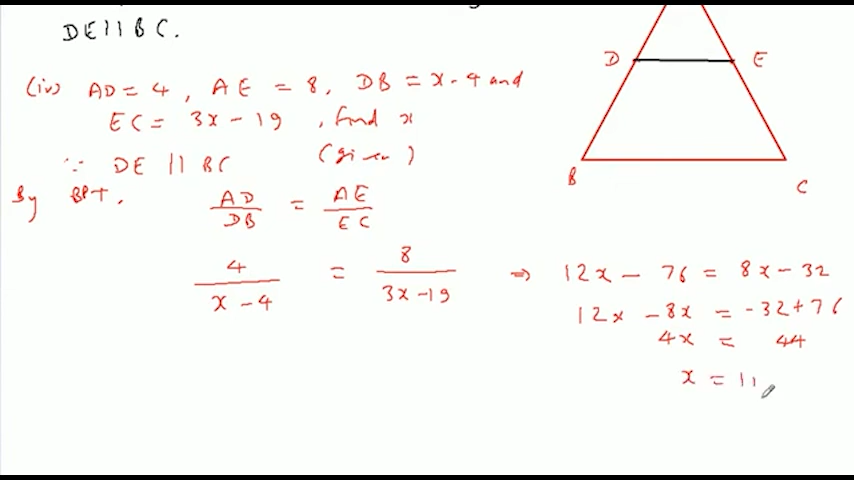 DE || BC.
(iv) AD = 4, AE = 8, DB = x - 4 and
EC = 3x - 19, find x
∵ DE || BC (given)
By BPT.
AD/DB = AE/EC
4/(x - 4) = 8/(3x - 19) ⇒ 12x - 76 = 8x - 32
12x - 8x = -32 + 76
4x = 44
x = 11
D E
B C